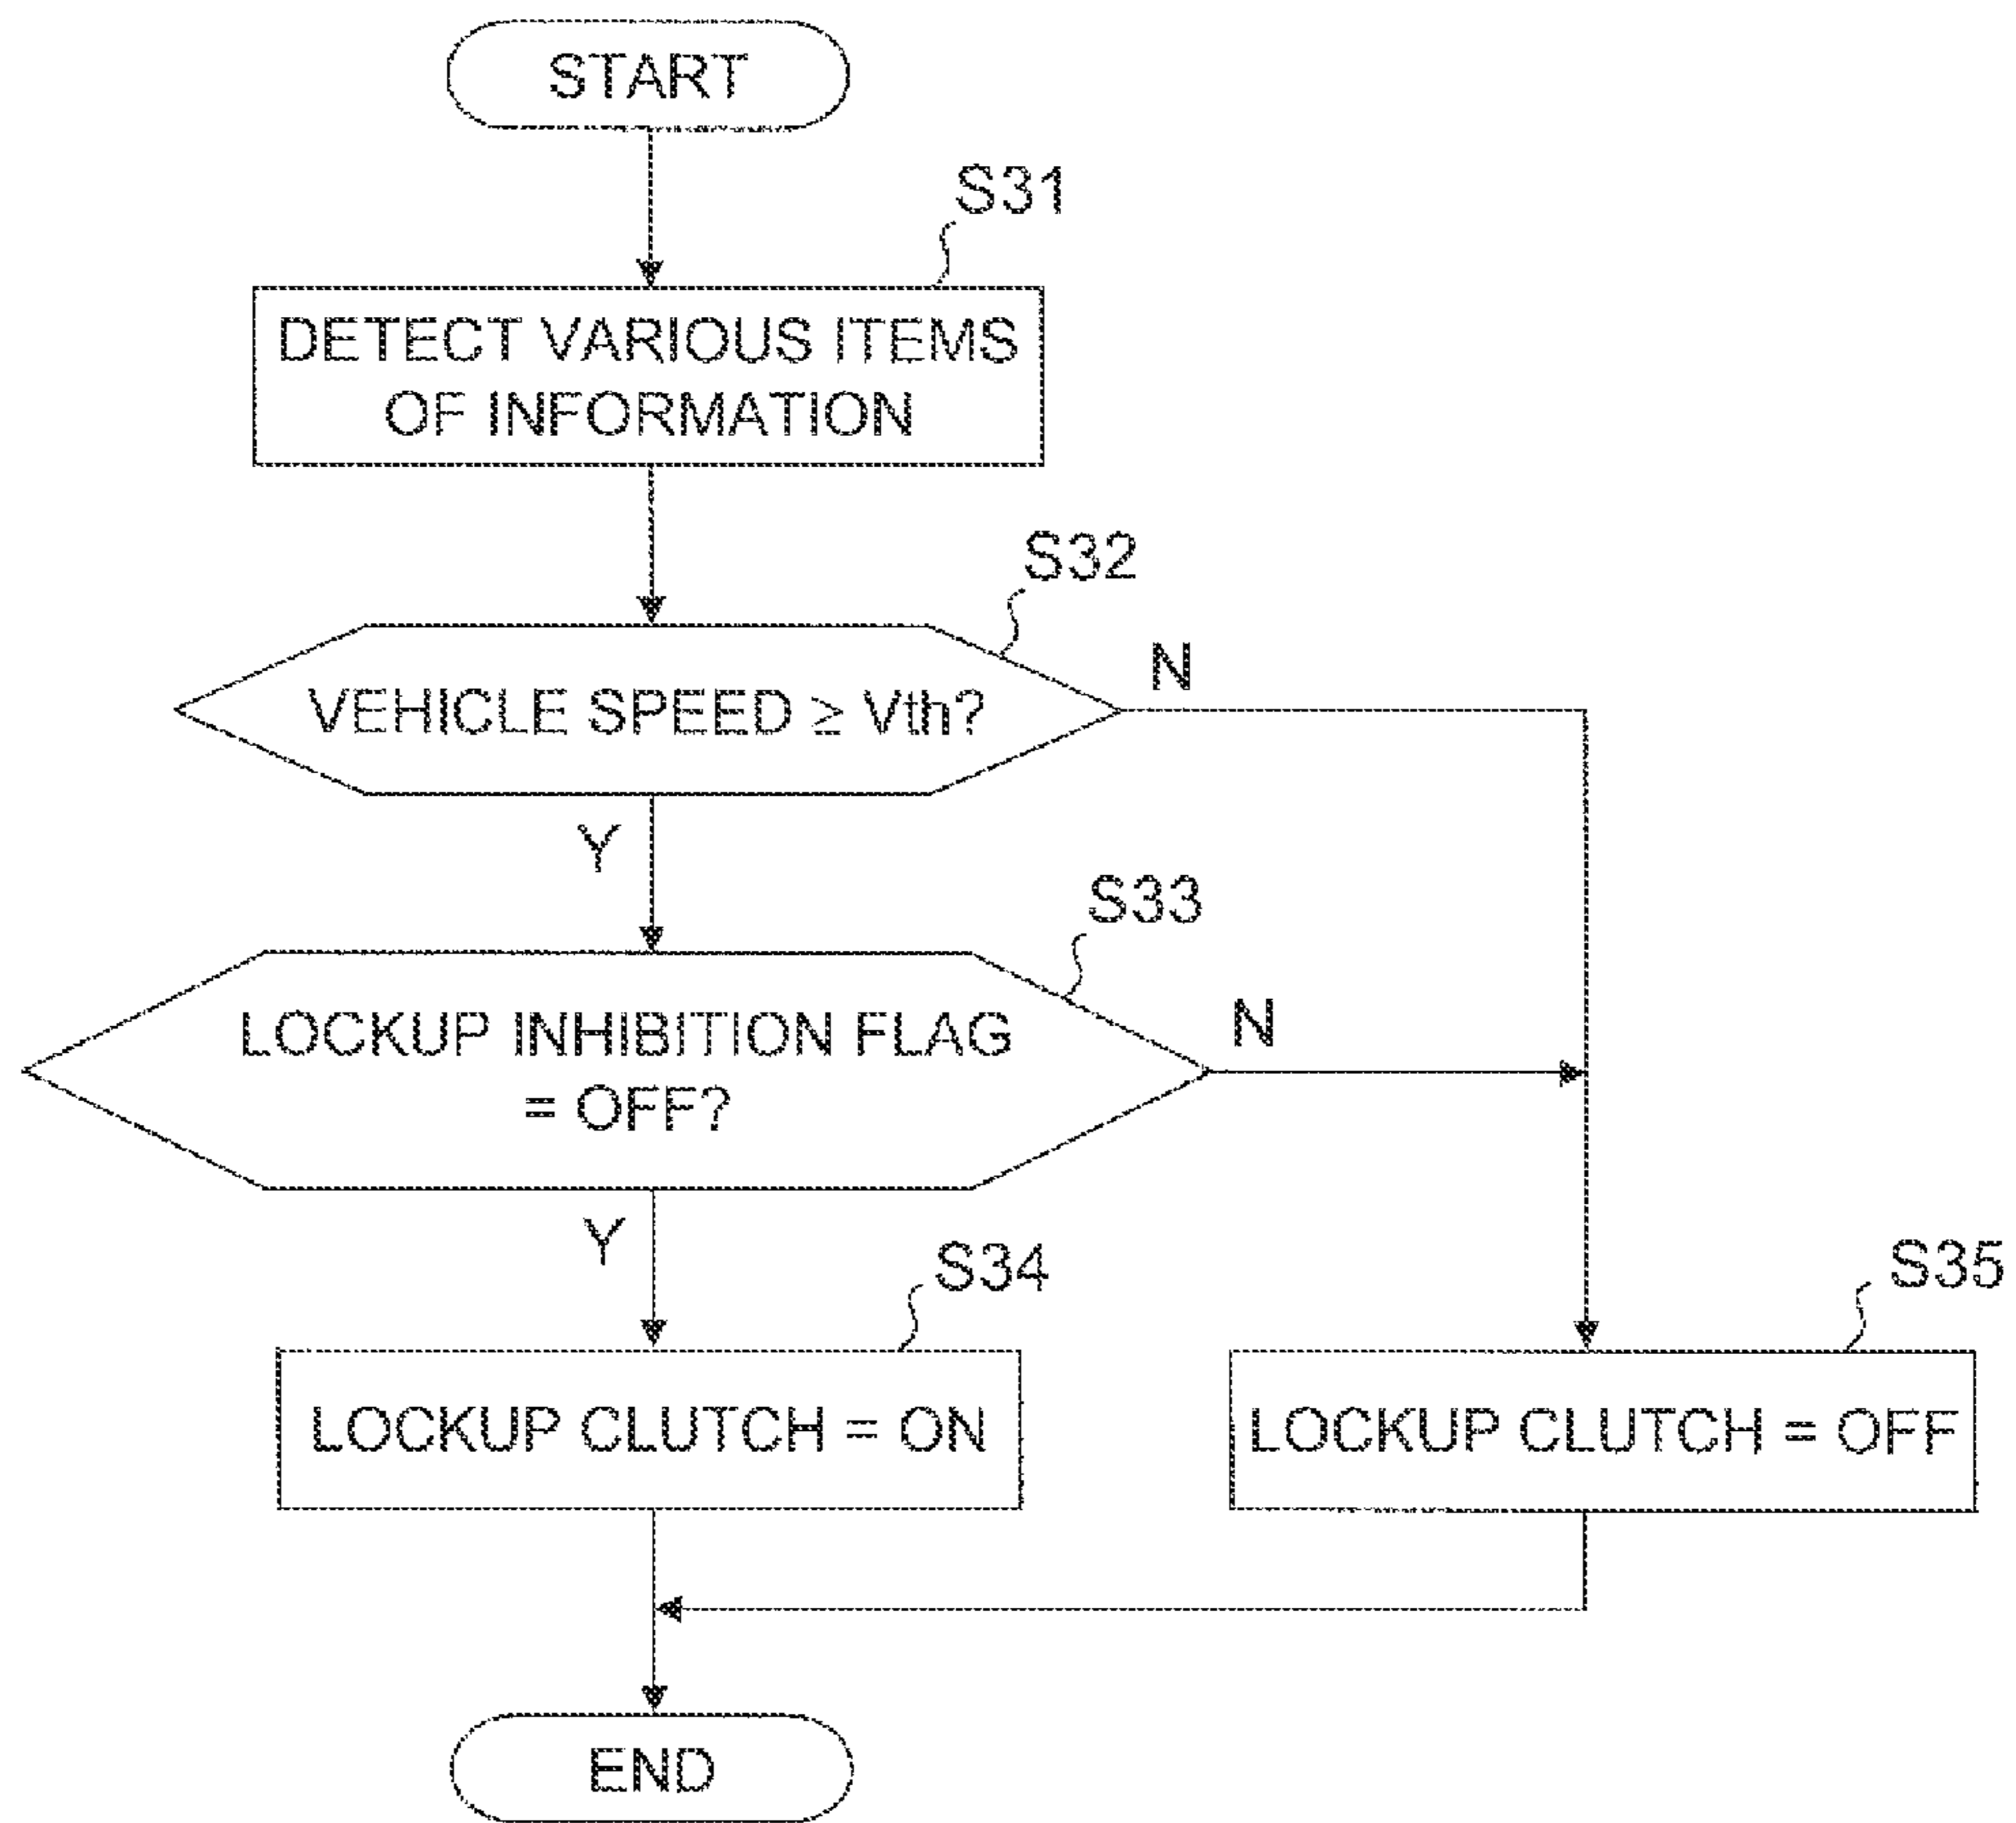 START
S31
DETECT VARIOUS ITEMS
OF INFORMATION
S32
VEHICLE SPEED ≥ Vth?
N
Y
S33
LOCKUP INHIBITION FLAG
= OFF?
N
Y
S34
LOCKUP CLUTCH = ON
S35
LOCKUP CLUTCH = OFF
END